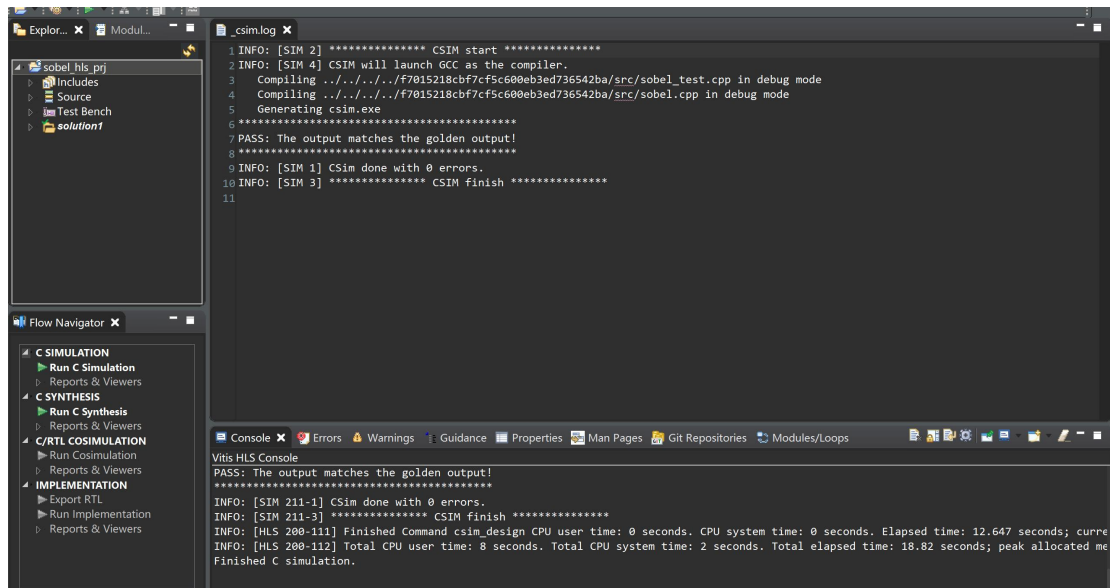 Explor...
Modul...
sobel_hls_prj
Includes
Source
Test Bench
solution1
Flow Navigator
C SIMULATION
Run C Simulation
Reports & Viewers
C SYNTHESIS
Run C Synthesis
Reports & Viewers
C/RTL COSIMULATION
Run Cosimulation
Reports & Viewers
IMPLEMENTATION
Export RTL
Run Implementation
Reports & Viewers
_csim.log
1 INFO: [SIM 2] *************** CSIM start ***************
2 INFO: [SIM 4] CSIM will launch GCC as the compiler.
3    Compiling ../../../../f7015218cbf7cf5c600eb3ed736542ba/src/sobel_test.cpp in debug mode
4    Compiling ../../../../f7015218cbf7cf5c600eb3ed736542ba/src/sobel.cpp in debug mode
5    Generating csim.exe
6 *******************************************
7 PASS: The output matches the golden output!
8 *******************************************
9 INFO: [SIM 1] CSim done with 0 errors.
10 INFO: [SIM 3] *************** CSIM finish ***************
11
Console Errors Warnings Guidance Properties Man Pages Git Repositories Modules/Loops
Vitis HLS Console
PASS: The output matches the golden output!
*******************************************
INFO: [SIM 211-1] CSim done with 0 errors.
INFO: [SIM 211-3] *************** CSIM finish ***************
INFO: [HLS 200-111] Finished Command csim_design CPU user time: 0 seconds. CPU system time: 0 seconds. Elapsed time: 12.647 seconds; curre
INFO: [HLS 200-112] Total CPU user time: 8 seconds. Total CPU system time: 2 seconds. Total elapsed time: 18.82 seconds; peak allocated me
Finished C simulation.